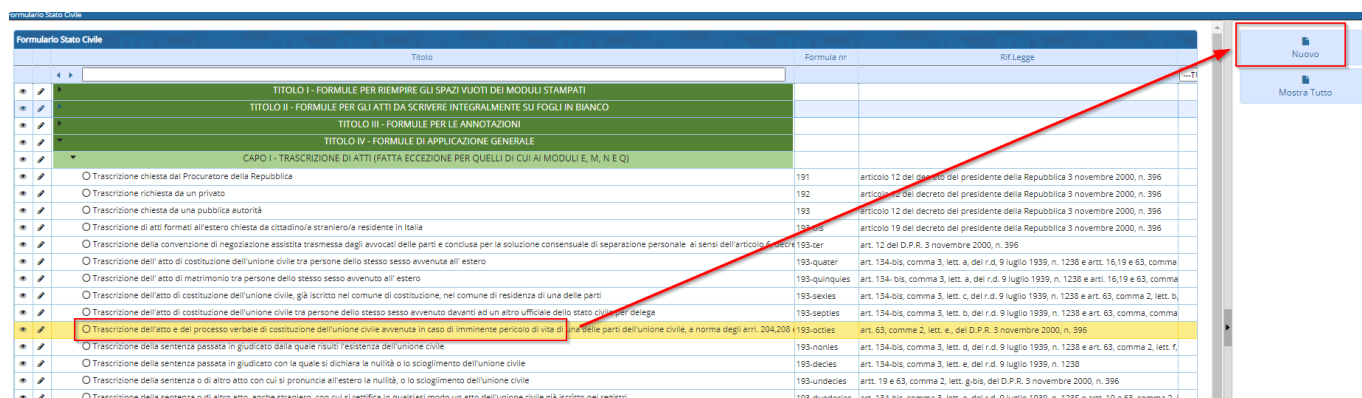 ormulario Stato Civile
Formulario Stato Civile
Nuovo
Mostra Tutto
Titolo Formula nr Rif.Legge
TITOLO I - FORMULE PER RIEMPIRE GLI SPAZI VUOTI DEI MODULI STAMPATI
TITOLO II - FORMULE PER GLI ATTI DA SCRIVERE INTEGRALMENTE SU FOGLI IN BIANCO
TITOLO III - FORMULE PER LE ANNOTAZIONI
TITOLO IV - FORMULE DI APPLICAZIONE GENERALE
CAPO I - TRASCRIZIONE DI ATTI (FATTA ECCEZIONE PER QUELLI DI CUI AI MODULI E, M, N E Q)
Trascrizione chiesta dal Procuratore della Repubblica 191 articolo 12 del decreto del presidente della Repubblica 3 novembre 2000, n. 396
Trascrizione richiesta da un privato 192 articolo 12 del decreto del presidente della Repubblica 3 novembre 2000, n. 396
Trascrizione chiesta da una pubblica autorità 193 articolo 12 del decreto del presidente della Repubblica 3 novembre 2000, n. 396
Trascrizione di atti formati all'estero chiesta da cittadino/a straniero/a residente in Italia 193-bis articolo 19 del decreto del presidente della Repubblica 3 novembre 2000, n. 396
Trascrizione della convenzione di negoziazione assistita trasmessa dagli avvocati delle parti e conclusa per la soluzione consensuale di separazione personale ai sensi dell'articolo 6, decre 193-ter art. 12 del D.P.R. 3 novembre 2000, n. 396
Trascrizione dell' atto di costituzione dell'unione civile tra persone dello stesso sesso avvenuta all' estero 193-quater art. 134-bis, comma 3, lett. a, del r.d, 9 luglio 1939, n. 1238 e artt. 16,19 e 63, comma
Trascrizione dell' atto di matrimonio tra persone dello stesso sesso avvenuto all' estero 193-quinquies art. 134- bis, comma 3, lett. a, del r.d. 9 luglio 1939, n. 1238 e arti. 16,19 e 63, comma
Trascrizione dell'atto di costituzione dell'unione civile, già iscritto nel comune di costituzione, nel comune di residenza di una delle parti 193-sexies art. 134-bis, comma 3, lett. c, del r.d. 9 luglio 1939, n. 1238 e art. 63, comma 2, lett. b,
Trascrizione dell'atto di costituzione dell'unione civile tra persone dello stesso sesso avvenuto davanti ad un altro ufficiale dello stato civile per delega 193-septies art. 134-bis, comma 3, lett. d, del r.d. 9 luglio 1939, n. 1238 e art. 63, comma, comma
Trascrizione dell'atto e del processo verbale di costituzione dell'unione civile avvenuta in caso di imminente pericolo di vita di una delle parti dell'unione civile, a norma degli arri. 204,208 193-octies art. 63, comme 2, lett. e., del D.P.R. 3 novembre 2000, n. 396
Trascrizione della sentenza passata in giudicato dalla quale risulti l'esistenza dell'unione civile 193-nonies art. 134-bis, comma 3, lett. d, del r.d. 9 luglio 1939, n. 1238 e art. 63, comma 2, lett. f,
Trascrizione della sentenza passata in giudicato con la quale si dichiara la nullità o lo scioglimento dell'unione civile 193-decies art. 134-bis, comma 3, lett. e, del r.d. 9 luglio 1939, n. 1238
Trascrizione della sentenza o di altro atto con cui si pronuncia all'estero la nullità, o lo scioglimento dell'unione civile 193-undecies artt. 19 e 63, comma 2, lett. g-bis, del D.P.R. 3 novembre 2000, n. 396